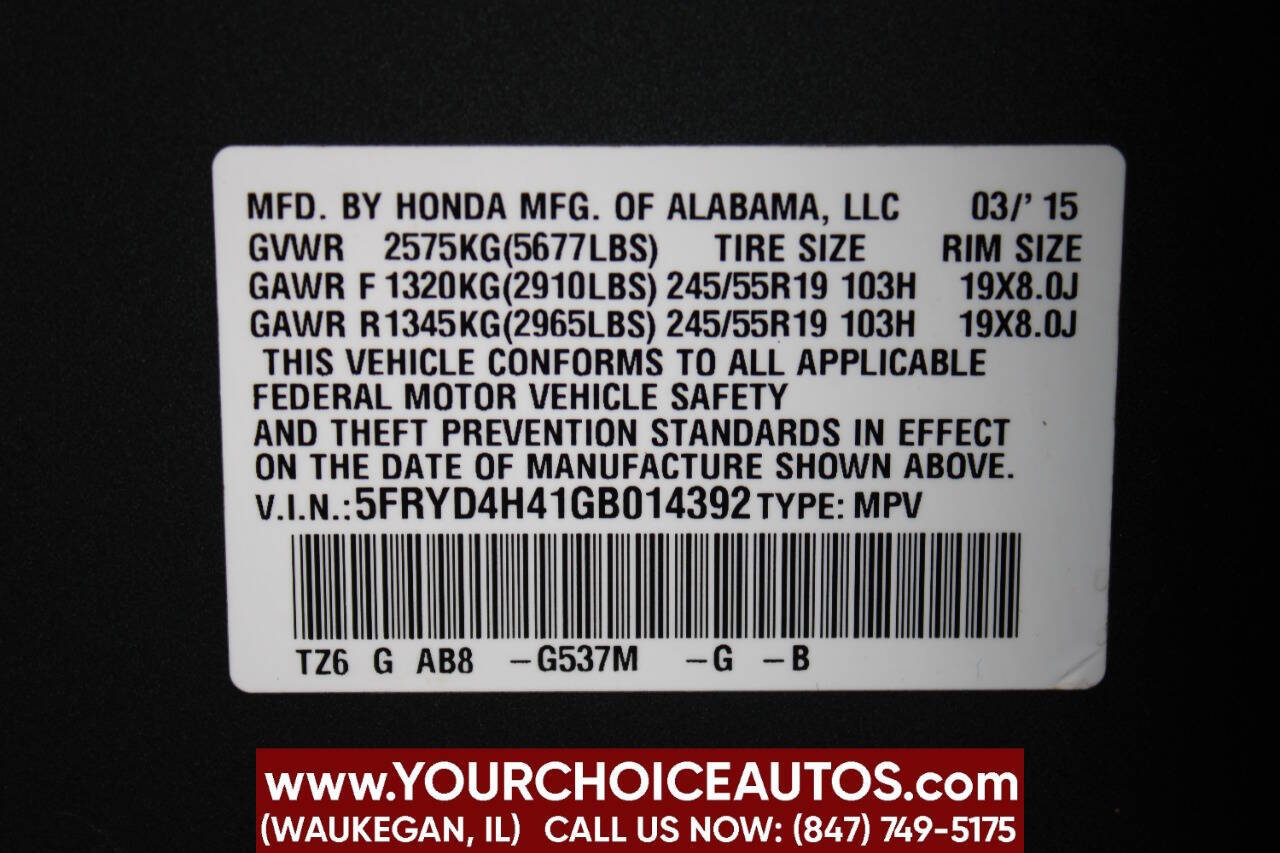 MFD. BY HONDA MFG. OF ALABAMA, LLC 03/' 15
GVWR 2575KG(5677LBS) TIRE SIZE RIM SIZE
GAWR F 1320KG(2910LBS) 245/55R19 103H 19X8.0J
GAWR R 1345KG(2965LBS) 245/55R19 103H 19X8.0J
THIS VEHICLE CONFORMS TO ALL APPLICABLE
FEDERAL MOTOR VEHICLE SAFETY
AND THEFT PREVENTION STANDARDS IN EFFECT
ON THE DATE OF MANUFACTURE SHOWN ABOVE.
V.I.N.: 5FRYD4H41GB014392 TYPE: MPV
TZ6 G AB8 -G537M -G -B
www.YOURCHOICEAUTOS.com
(WAUKEGAN, IL) CALL US NOW: (847) 749-5175